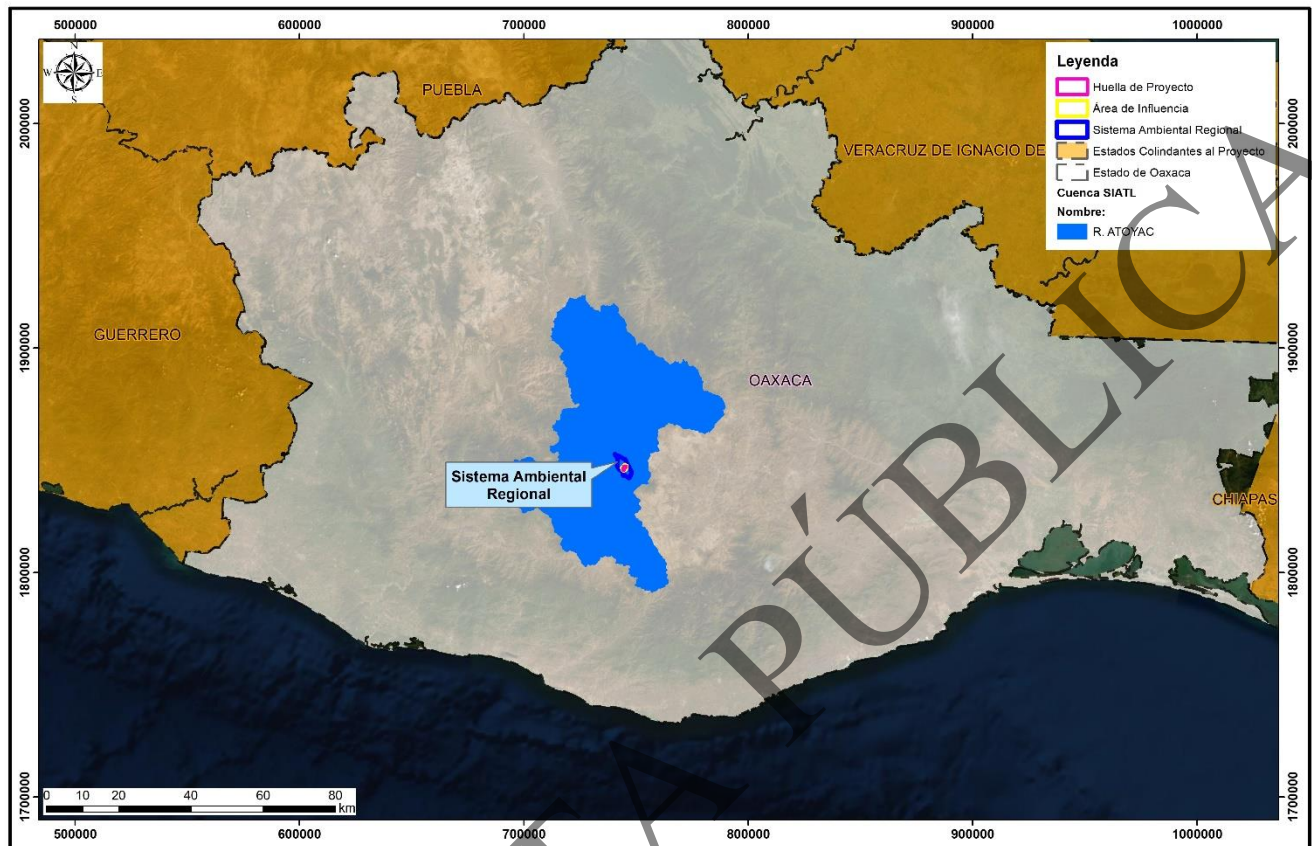 500000 600000 700000 800000 900000 1000000
N
W E
S
PUEBLA
VERACRUZ DE IGNACIO DE
GUERRERO
OAXACA
CHIAPAS
Sistema Ambiental
Regional
Leyenda
Huella de Proyecto
Área de Influencia
Sistema Ambiental Regional
Estados Colindantes al Proyecto
Estado de Oaxaca
Cuenca SIATL
Nombre:
R. ATOYAC
2000000
1900000
1800000
1700000
2000000
1900000
1800000
1700000
0 10 20 40 60 80
km
500000 600000 700000 800000 900000 1000000
TA PÚBLICA